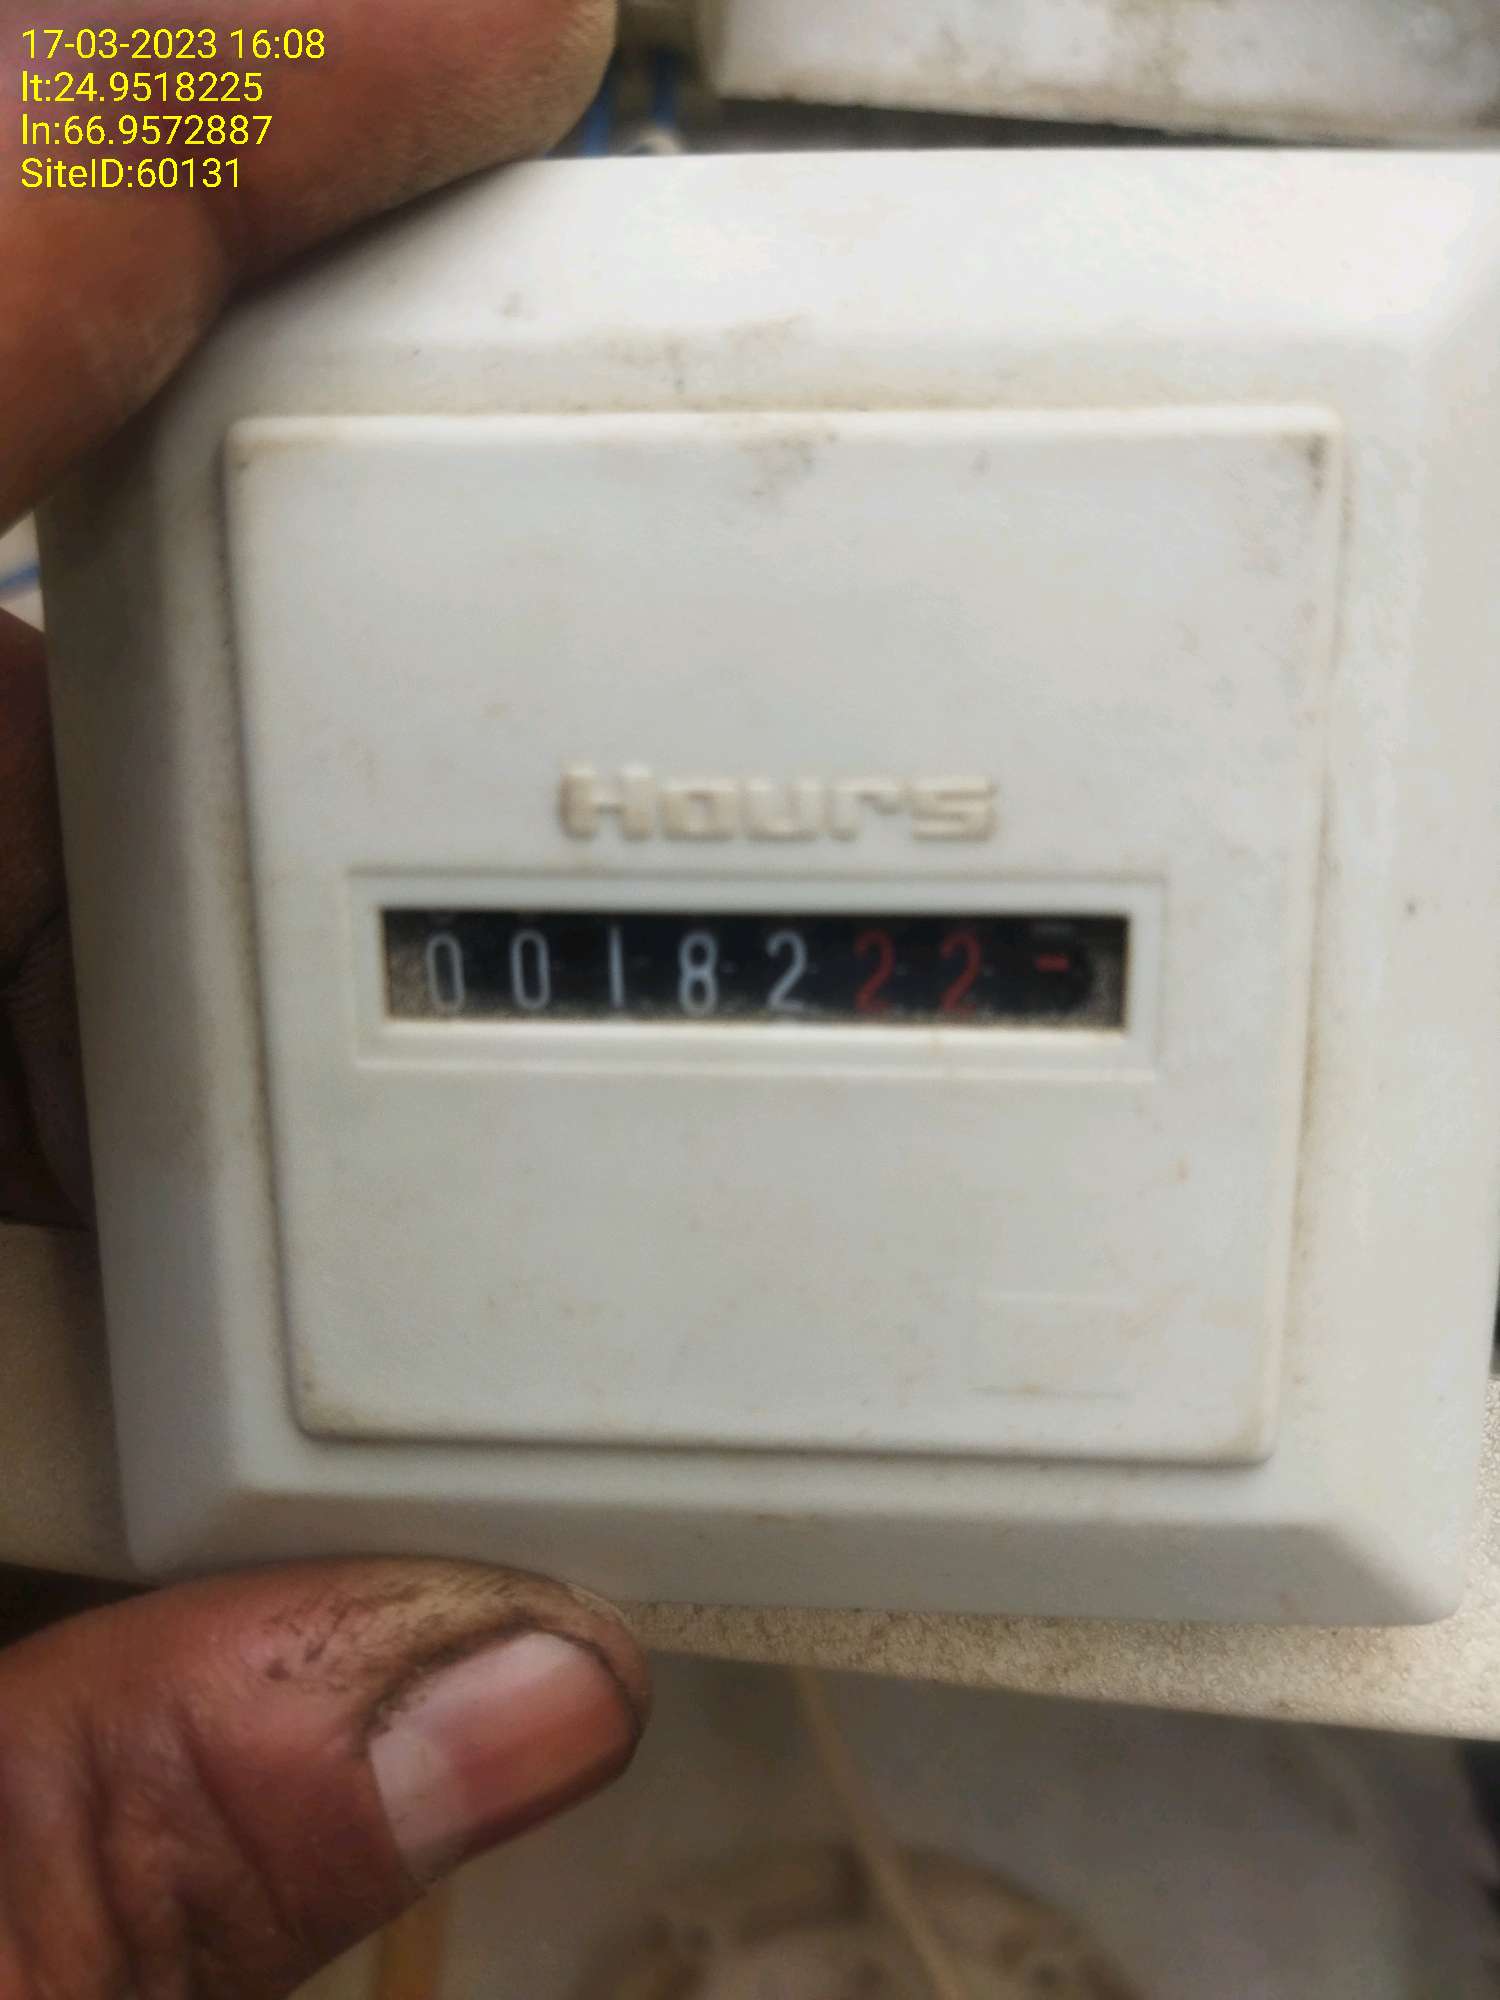 17-03-2023 16:08
lt:24.9518225
ln:66.9572887
SiteID:60131
Hours
0018222